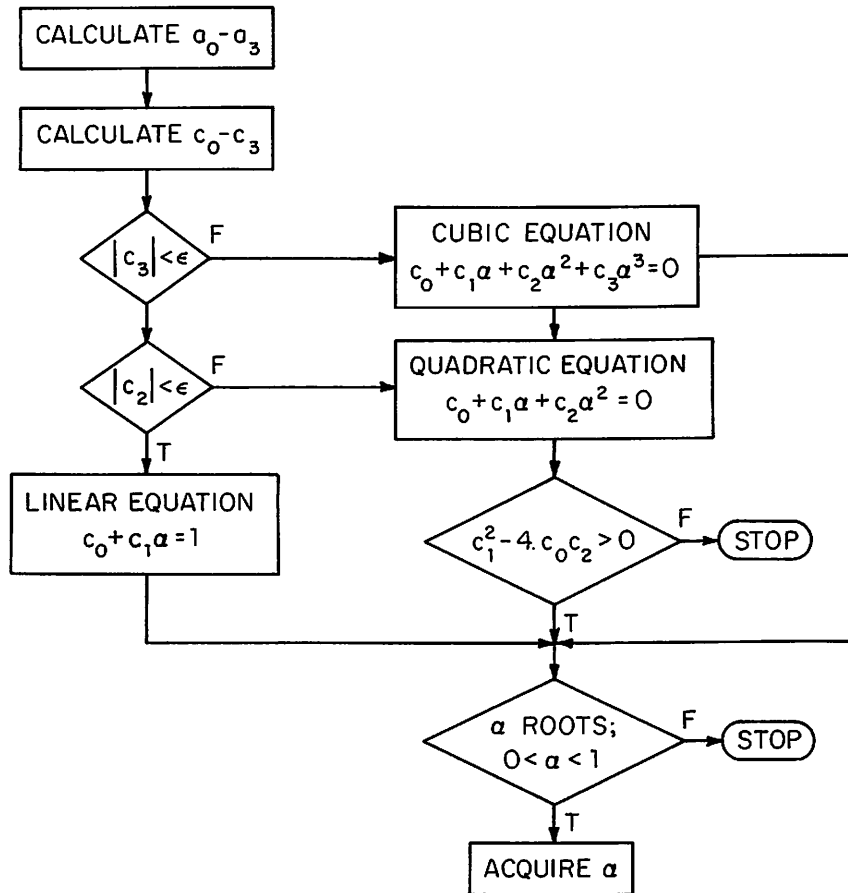 CALCULATE a₀-a₃
CALCULATE c₀-c₃
|c₃|<ϵ
F
CUBIC EQUATION
c₀+c₁α+c₂α²+c₃α³=0
|c₂|<ϵ
F
QUADRATIC EQUATION
c₀+c₁α+c₂α²=0
T
LINEAR EQUATION
c₀+c₁α=1
c₁²-4.c₀c₂>0
F
STOP
T
α ROOTS;
0<α<1
F
STOP
T
ACQUIRE α